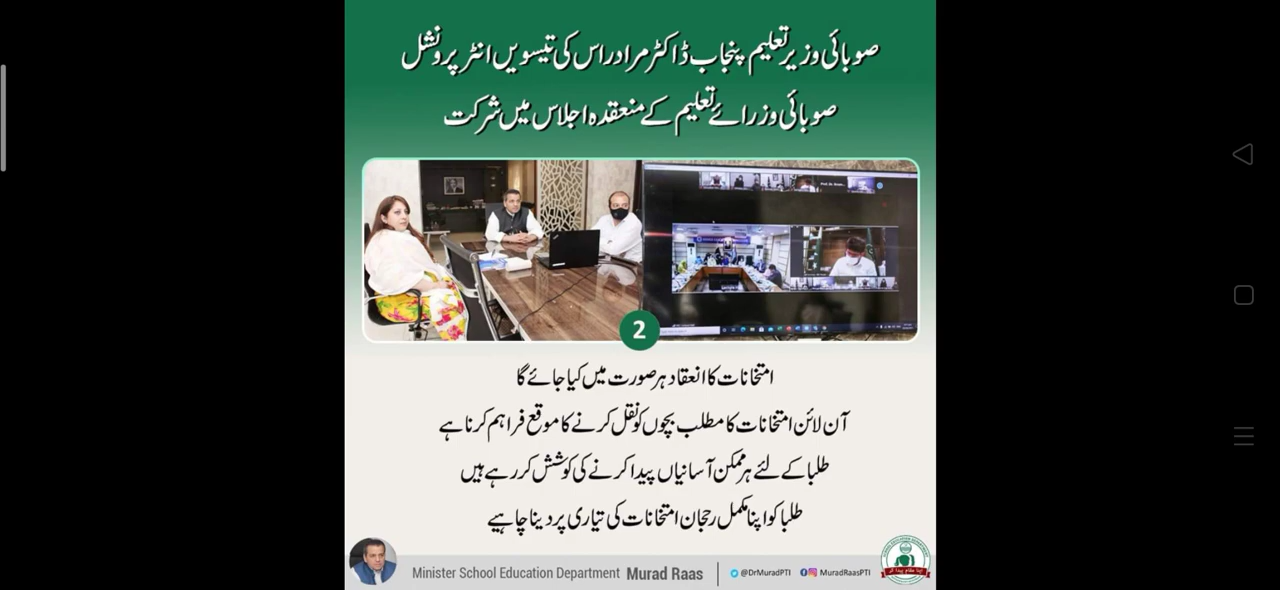 صوبائی وزیر تعلیم پنجاب ڈاکٹر مراد راس کی تیسویں انٹر پرونشل
صوبائی وزرائے تعلیم کے منعقدہ اجلاس میں شرکت
2
امتحانات کا انعقاد ہر صورت میں کیا جائے گا
آن لائن امتحانات کا مطلب بچوں کو نقل کرنے کا موقع فراہم کرنا ہے
طلبا کے لئے ہر ممکن آسانیاں پیدا کرنے کی کوشش کر رہے ہیں
طلبا کو اپنا مکمل رحجان امتحانات کی تیاری پر دینا چاہیے
Minister School Education Department Murad Raas @DrMuradPTI MuradRaasPTI